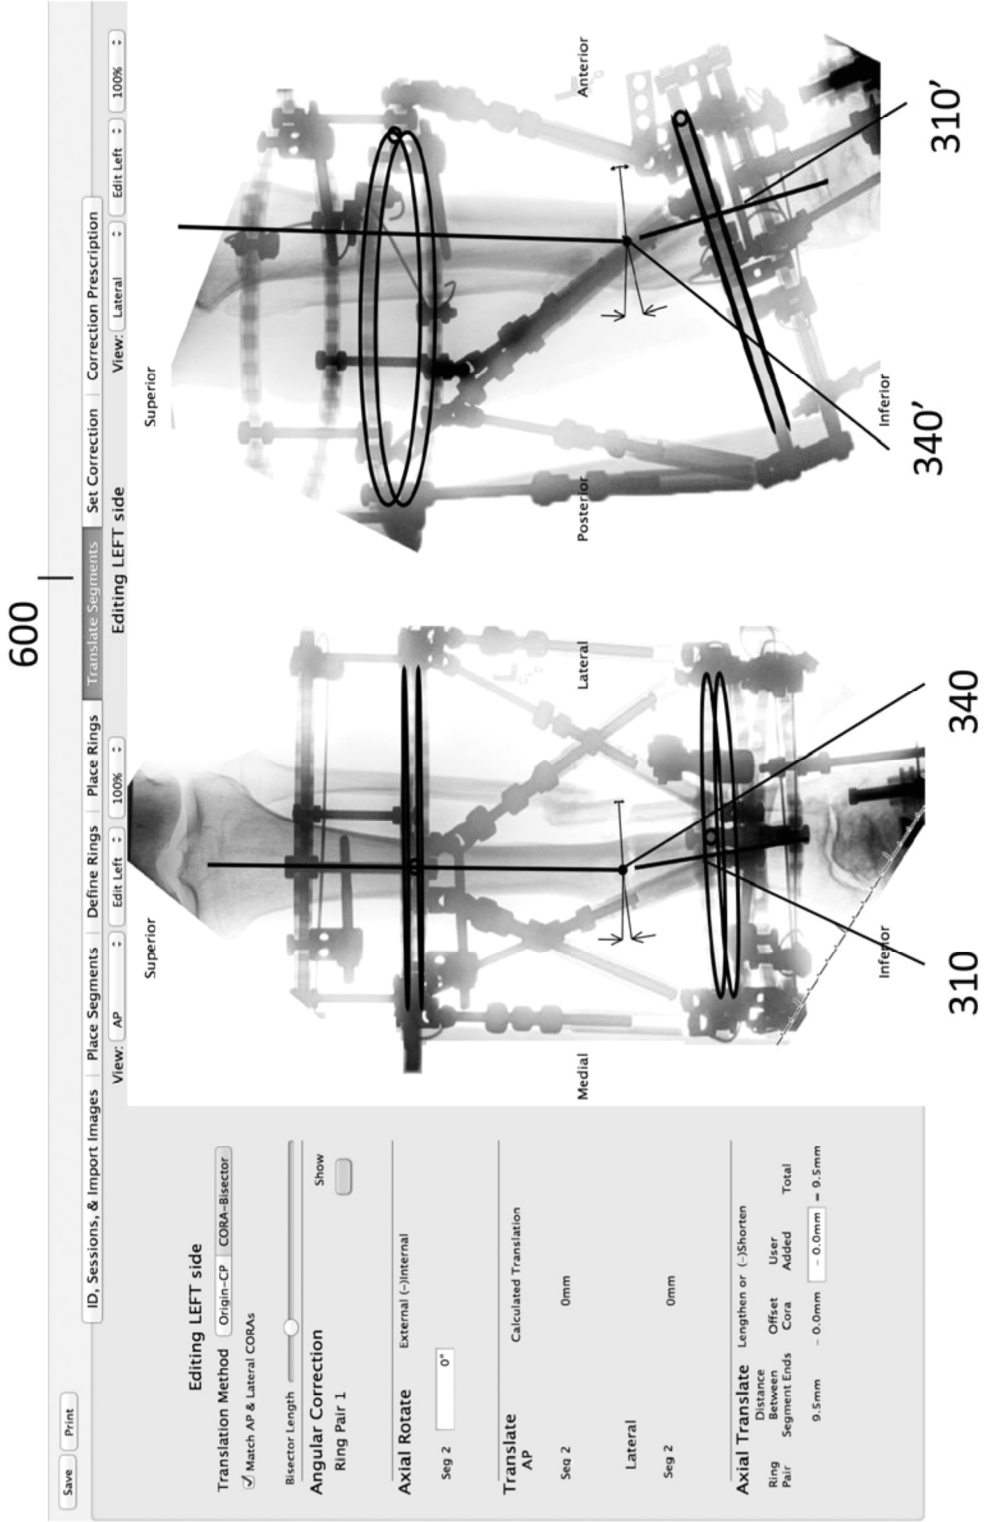 600
Save
Print
ID, Sessions, & Import Images
Place Segments
Define Rings
Place Rings
Translate Segments
Set Correction
Correction Prescription
Editing LEFT side
View:
AP
Edit Left
100%
Editing LEFT side
View:
Lateral
Edit Left
100%
Translation Method
Origin-CP
CORA-Bisector
Match AP & Lateral CORAs
Bisector Length
Angular Correction
Show
Ring Pair 1
Axial Rotate
External (-)Internal
Seg 2
0°
Translate
Calculated Translation
AP
Seg 2
0mm
Lateral
Seg 2
0mm
Axial Translate
Lengthen or (-)Shorten
Ring
Pair
Distance
Between
Segment Ends
Offset
Cora
User
Added
Total
9.5mm
- 0.0mm
- 0.0mm
= 9.5mm
Superior
Medial
Lateral
Inferior
310
340
Superior
Posterior
Anterior
Inferior
340'
310'